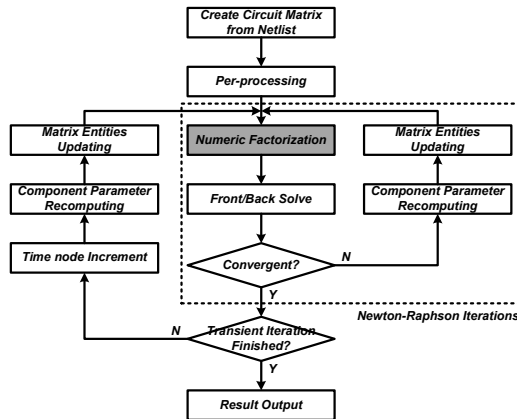 Create Circuit Matrix
from Netlist
Per-processing
Matrix Entities
Updating
Numeric Factorization
Matrix Entities
Updating
Component Parameter
Recomputing
Front/Back Solve
Component Parameter
Recomputing
Time node Increment
Convergent?
N
Y
Newton-Raphson Iterations
N
Transient Iteration
Finished?
Y
Result Output